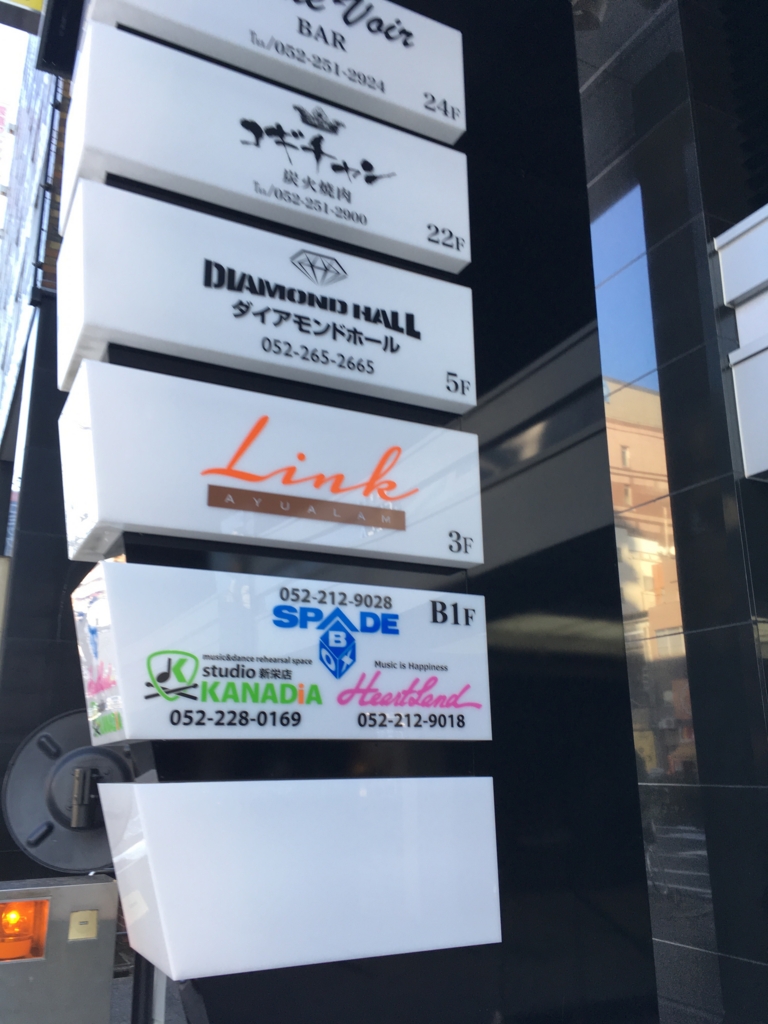 Voir
BAR
TEL/052-251-2924
24F
コギチャン
炭火焼肉
TEL/052-251-2900
22F
DIAMOND HALL
ダイアモンドホール
052-265-2665
5F
Link
AYUALAM
3F
052-212-9028
B1F
SPADE
BOX
music&dance rehearsal space
studio 新栄店
KANADiA
052-228-0169
Music is Happiness
HeartLand
052-212-9018